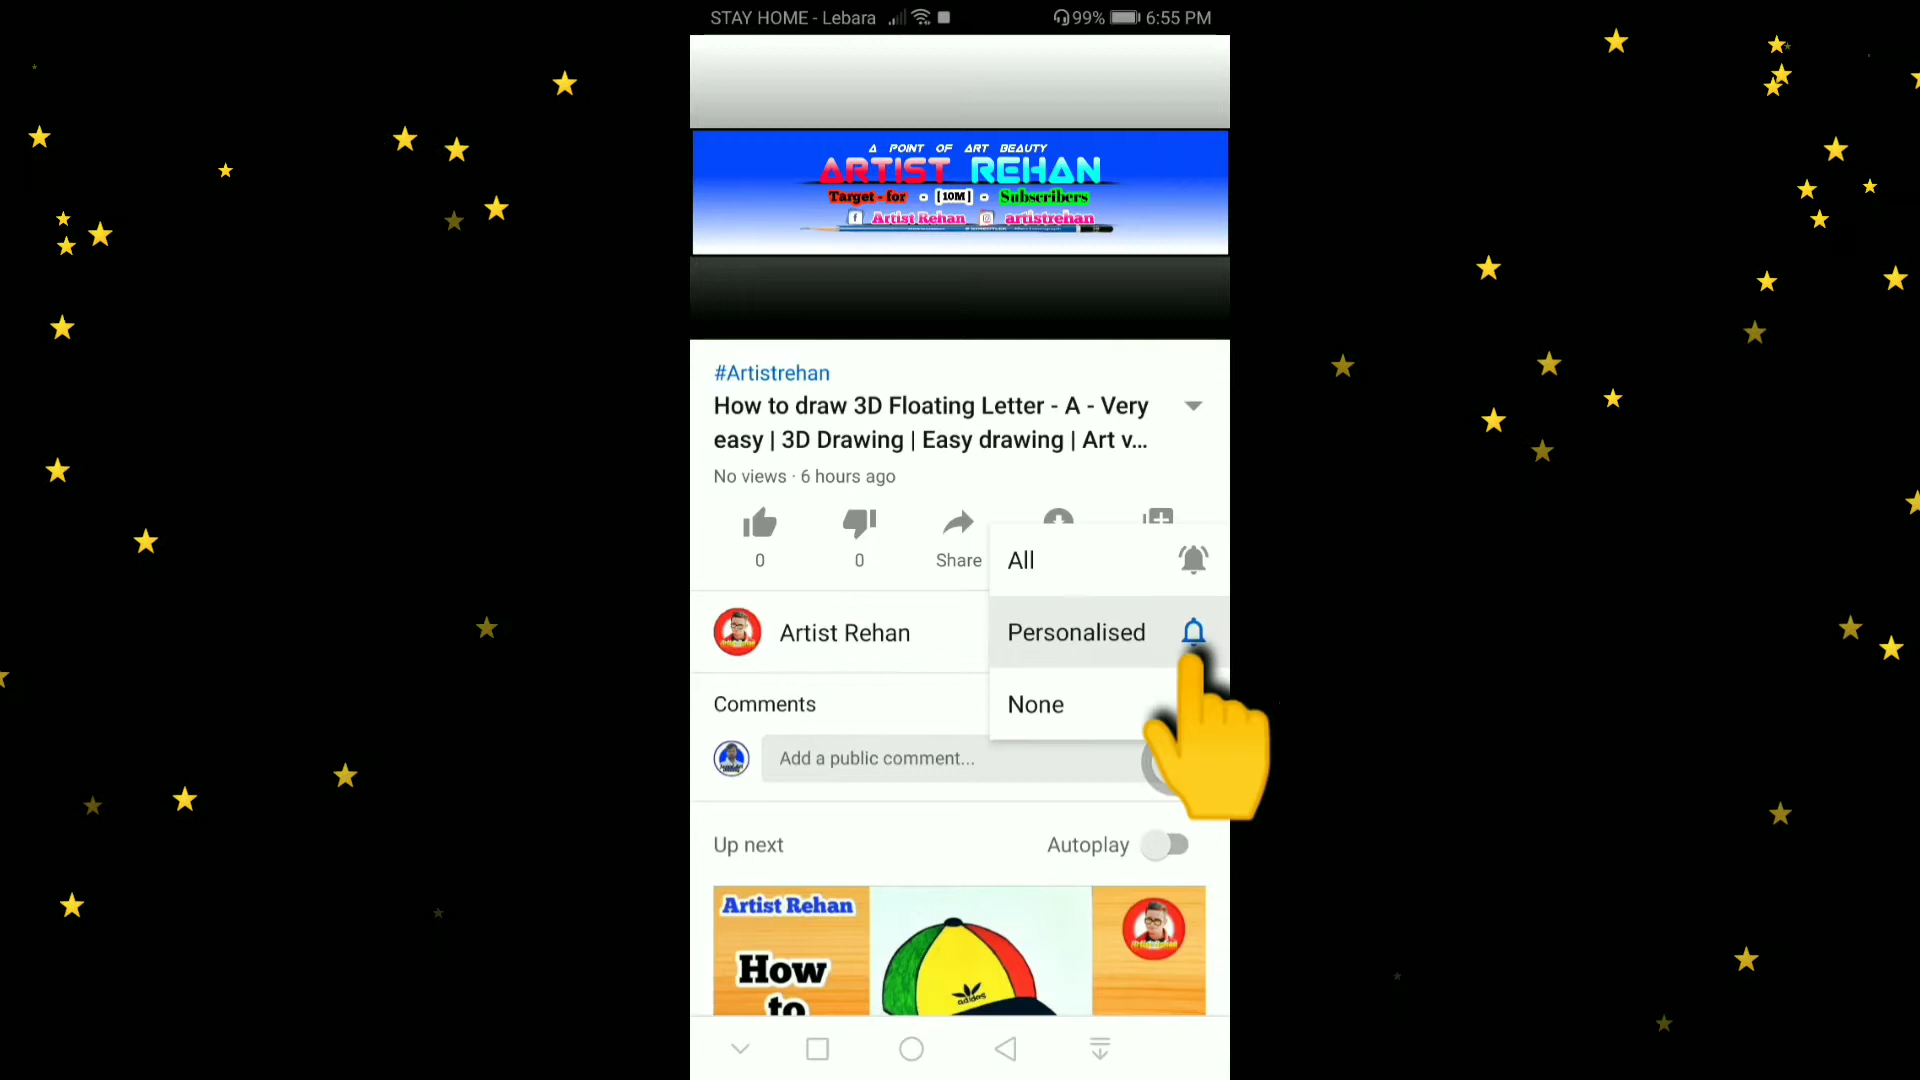 STAY HOME - Lebara
99% 6:55 PM
A POINT OF ART BEAUTY
ARTIST REHAN
Target - for - [10M] - Subscribers
Artist Rehan artistrehan
#Artistrehan
How to draw 3D Floating Letter - A - Very
easy | 3D Drawing | Easy drawing | Art v...
No views · 6 hours ago
0 0 Share
All
Personalised
None
Artist Rehan
Comments
Add a public comment...
Up next Autoplay
Artist Rehan
How
to
adidas